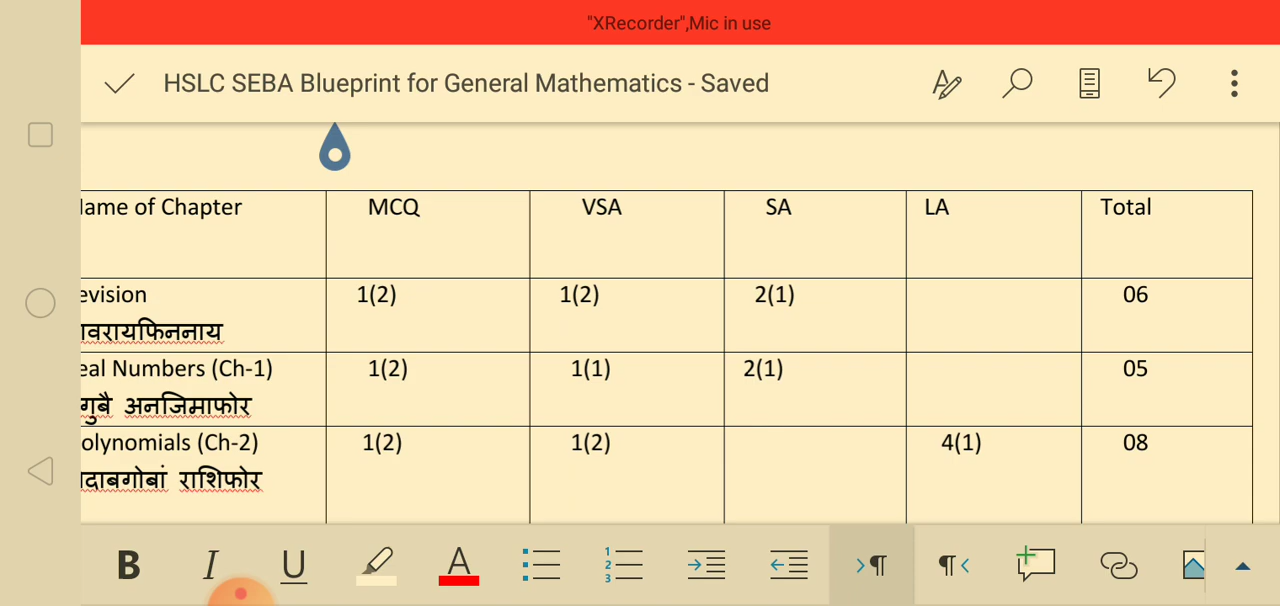 "XRecorder",Mic in use
HSLC SEBA Blueprint for General Mathematics - Saved
Name of Chapter MCQ VSA SA LA Total
evision 1(2) 1(2) 2(1) 06
ावरायफिननाय
eal Numbers (Ch-1) 1(2) 1(1) 2(1) 05
गुबै अनजिमाफोर
olynomials (Ch-2) 1(2) 1(2) 4(1) 08
ादाबगोबां राशिफोर
B I U A